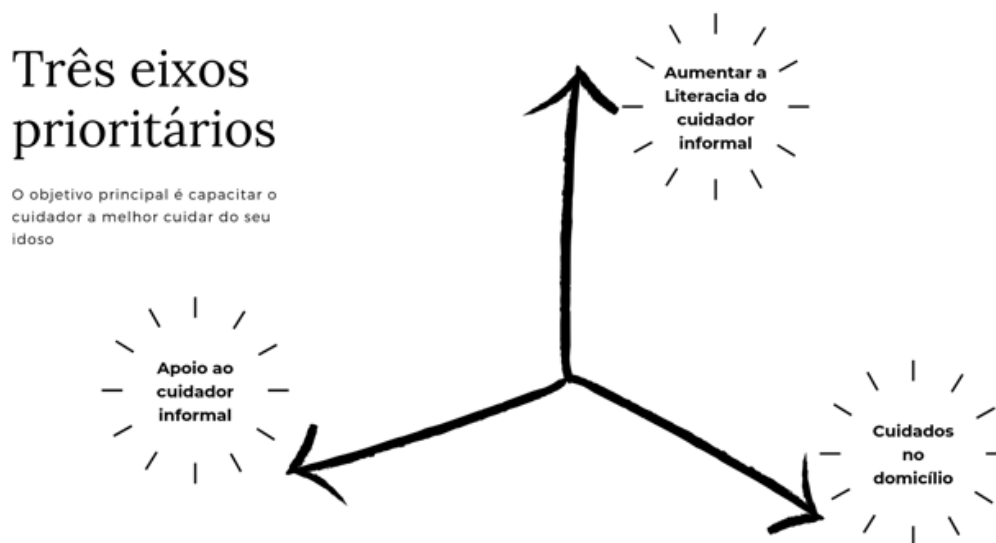 Três eixos
prioritários
O objetivo principal é capacitar o
cuidador a melhor cuidar do seu
idoso
Aumentar a
Literacia do
cuidador
informal
Apoio ao
cuidador
informal
Cuidados
no
domicílio